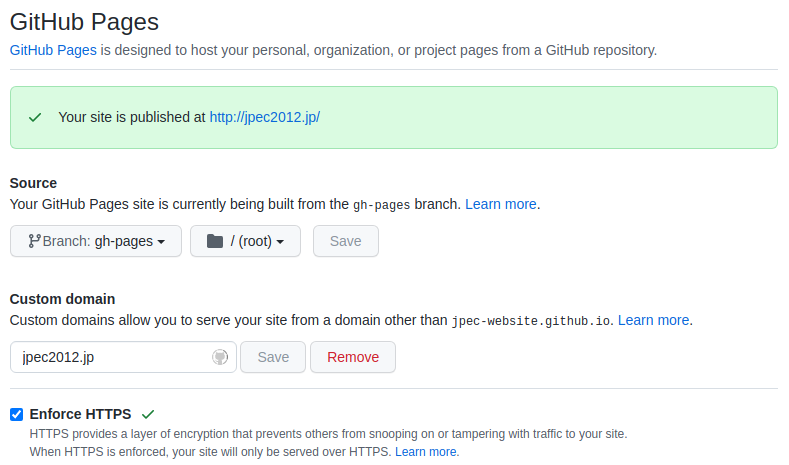 GitHub Pages
GitHub Pages is designed to host your personal, organization, or project pages from a GitHub repository.
Your site is published at http://jpec2012.jp/
Source
Your GitHub Pages site is currently being built from the gh-pages branch. Learn more.
Branch: gh-pages / (root) Save
Custom domain
Custom domains allow you to serve your site from a domain other than jpec-website.github.io. Learn more.
jpec2012.jp Save Remove
Enforce HTTPS
HTTPS provides a layer of encryption that prevents others from snooping on or tampering with traffic to your site.
When HTTPS is enforced, your site will only be served over HTTPS. Learn more.